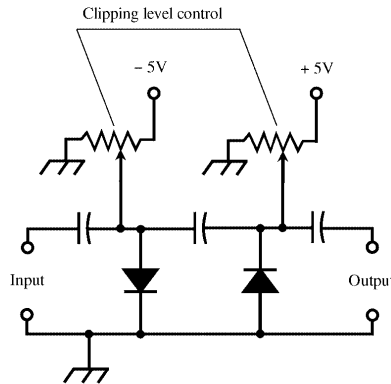 Clipping level control
– 5V
+ 5V
Input
Output